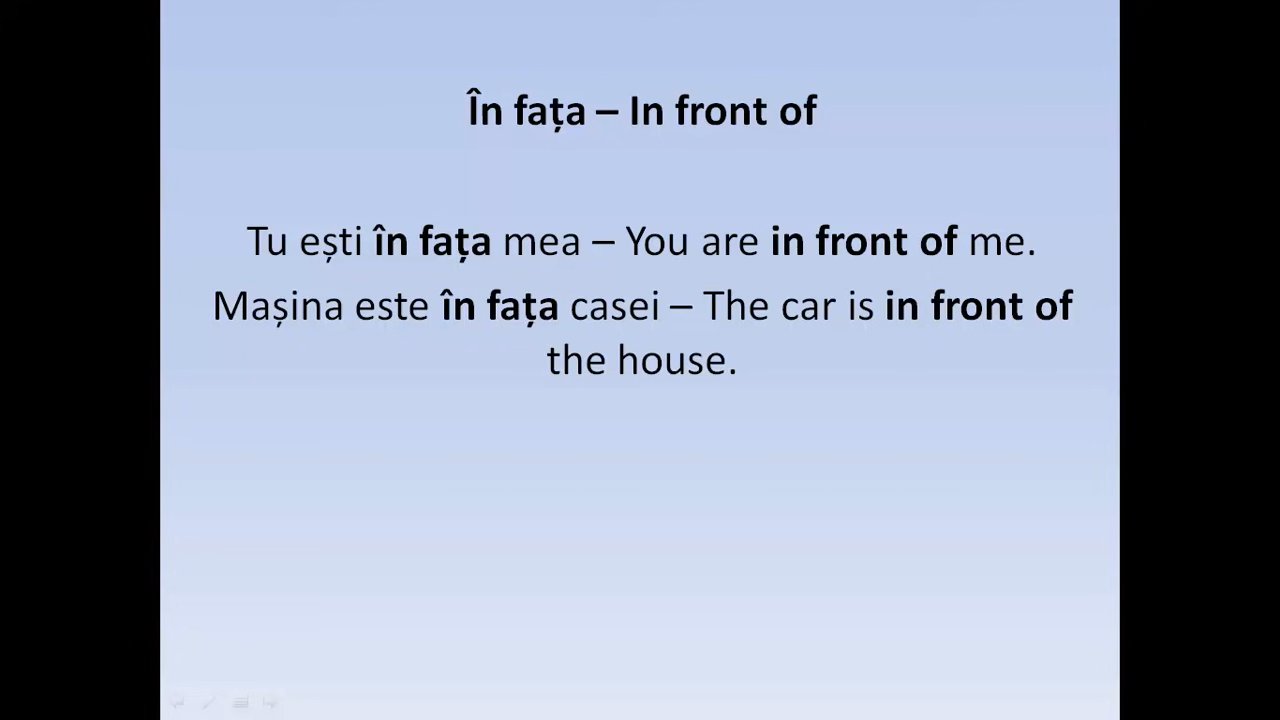 În fața – In front of
Tu ești în fața mea – You are in front of me.
Mașina este în fața casei – The car is in front of
the house.